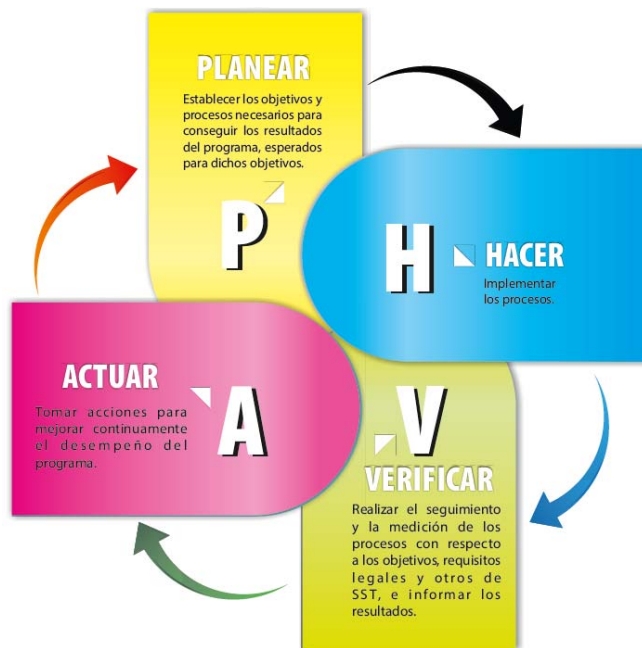 PLANEAR
Establecer los objetivos y
procesos necesarios para
conseguir los resultados
del programa, esperados
para dichos objetivos.
P
H
HACER
Implementar
los procesos.
ACTUAR
Tomar acciones para
mejorar continuamente
el desempeño del
programa.
A
V
VERIFICAR
Realizar el seguimiento
y la medición de los
procesos con respecto
a los objetivos, requisitos
legales y otros de
SST, e informar los
resultados.